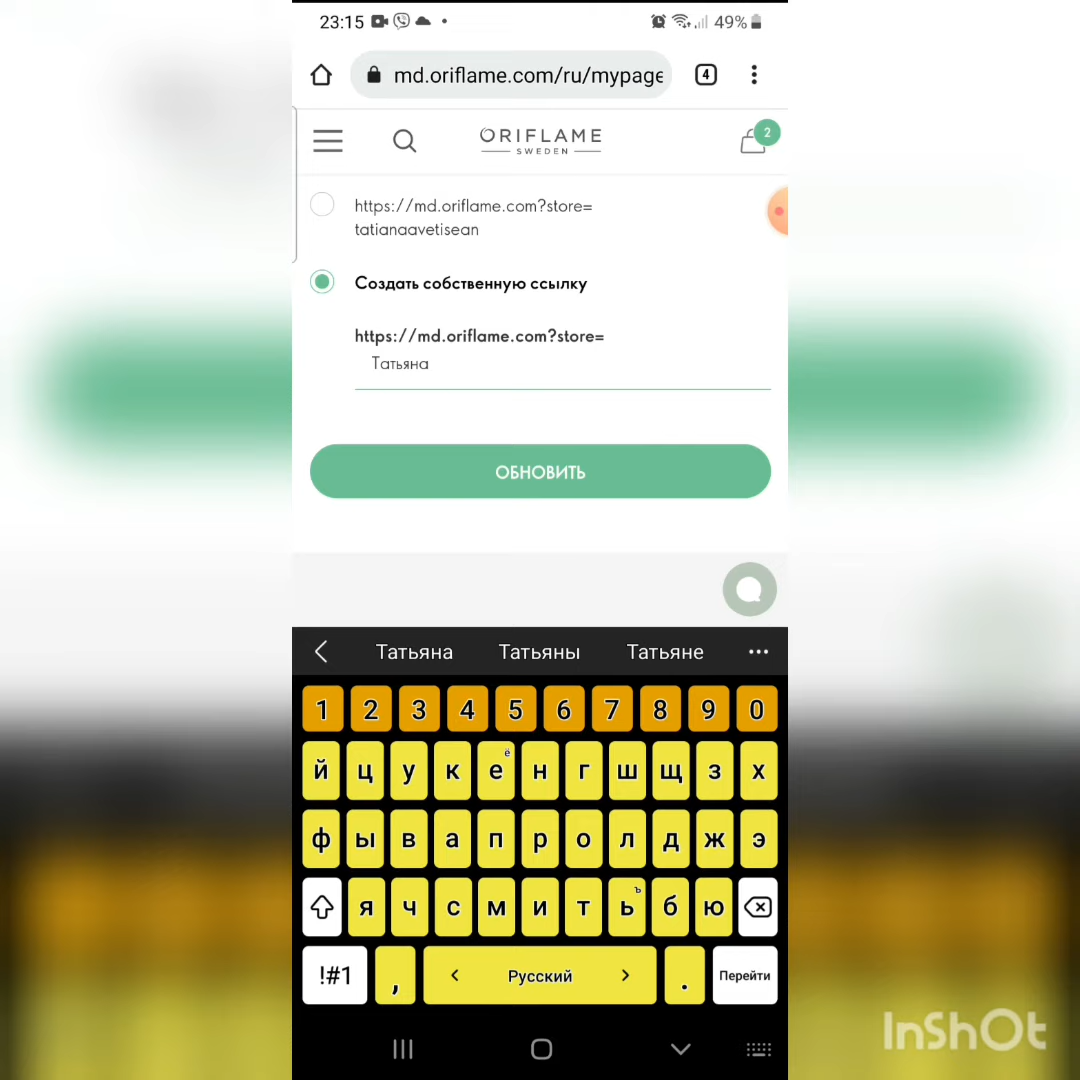 23:15 49%
md.oriflame.com/ru/mypage 4
ORIFLAME 2
SWEDEN
https://md.oriflame.com?store=
tatianaavetisean
Создать собственную ссылку
https://md.oriflame.com?store=
Татьяна
ОБНОВИТЬ
Татьяна Татьяны Татьяне
1 2 3 4 5 6 7 8 9 0
й ц у к е ё н г ш щ з х
ф ы в а п р о л д ж э
я ч с м и т ь ъ б ю
!#1 , < Русский > . Перейти
InShOt